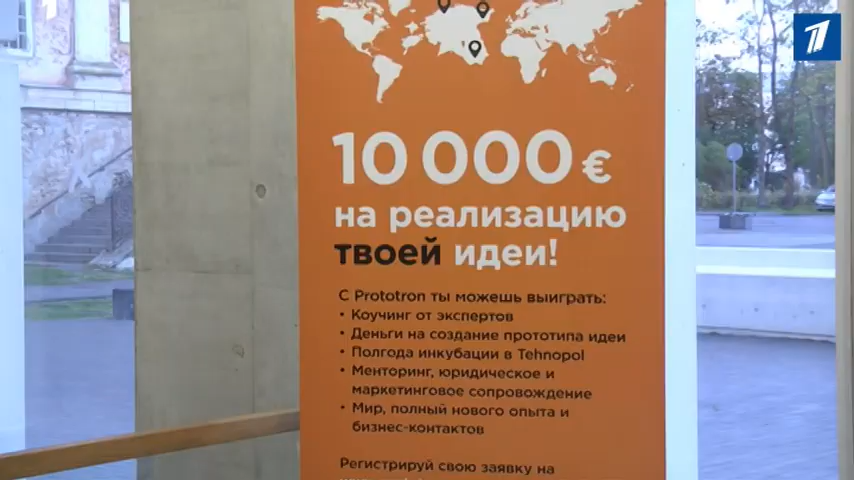 10 000 €
на реализацию
твоей идеи!
С Prototron ты можешь выиграть:
• Коучинг от экспертов
• Деньги на создание прототипа идеи
• Полгода инкубации в Tehnopol
• Менторинг, юридическое и
маркетинговое сопровождение
• Мир, полный нового опыта и
бизнес-контактов
Регистрируй свою заявку на